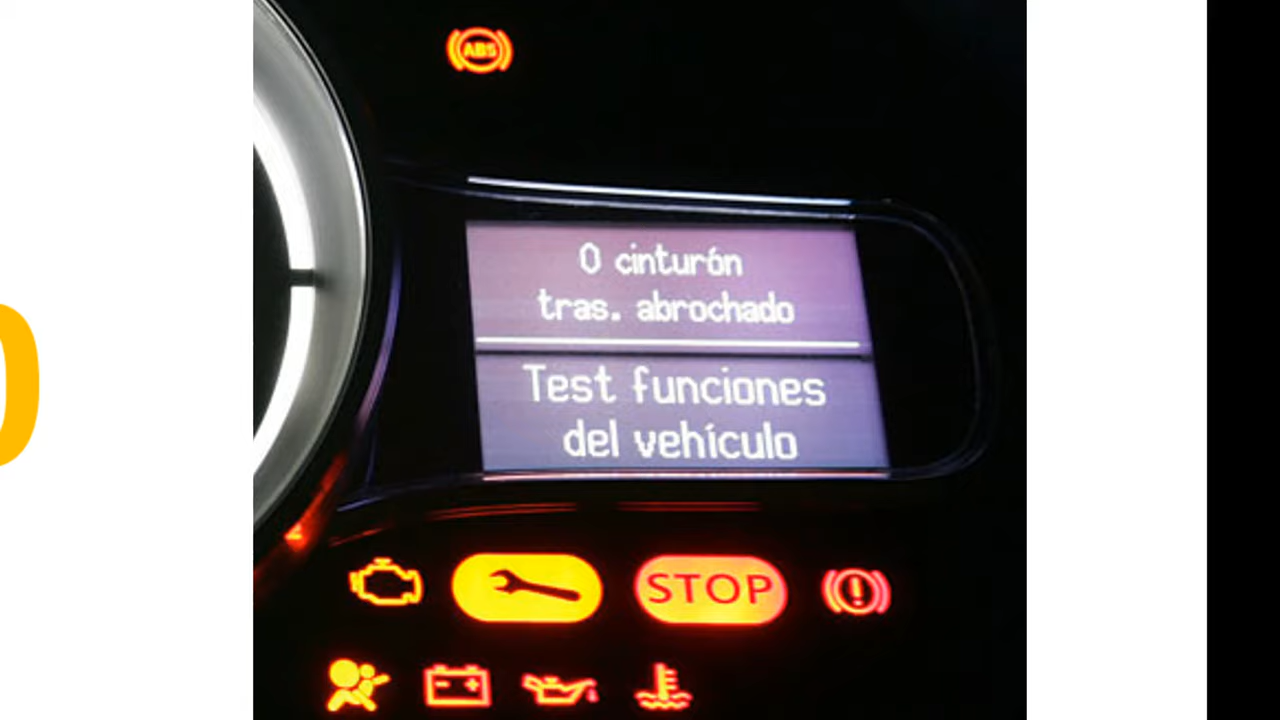 ABS
0 cinturón
tras. abrochado
Test funciones
del vehículo
STOP